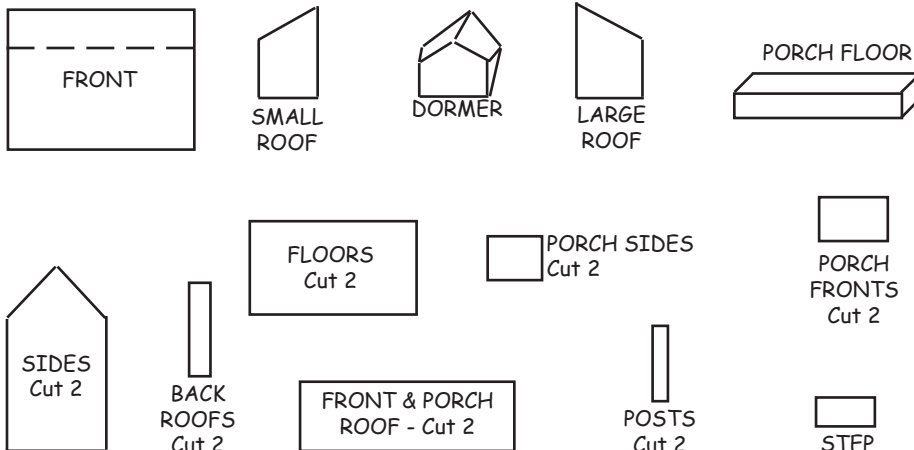 FRONT
SMALL
ROOF
DORMER
LARGE
ROOF
PORCH FLOOR
FLOORS
Cut 2
PORCH SIDES
Cut 2
PORCH
FRONTS
Cut 2
SIDES
Cut 2
BACK
ROOFS
Cut 2
FRONT & PORCH
ROOF - Cut 2
POSTS
Cut 2
STEP